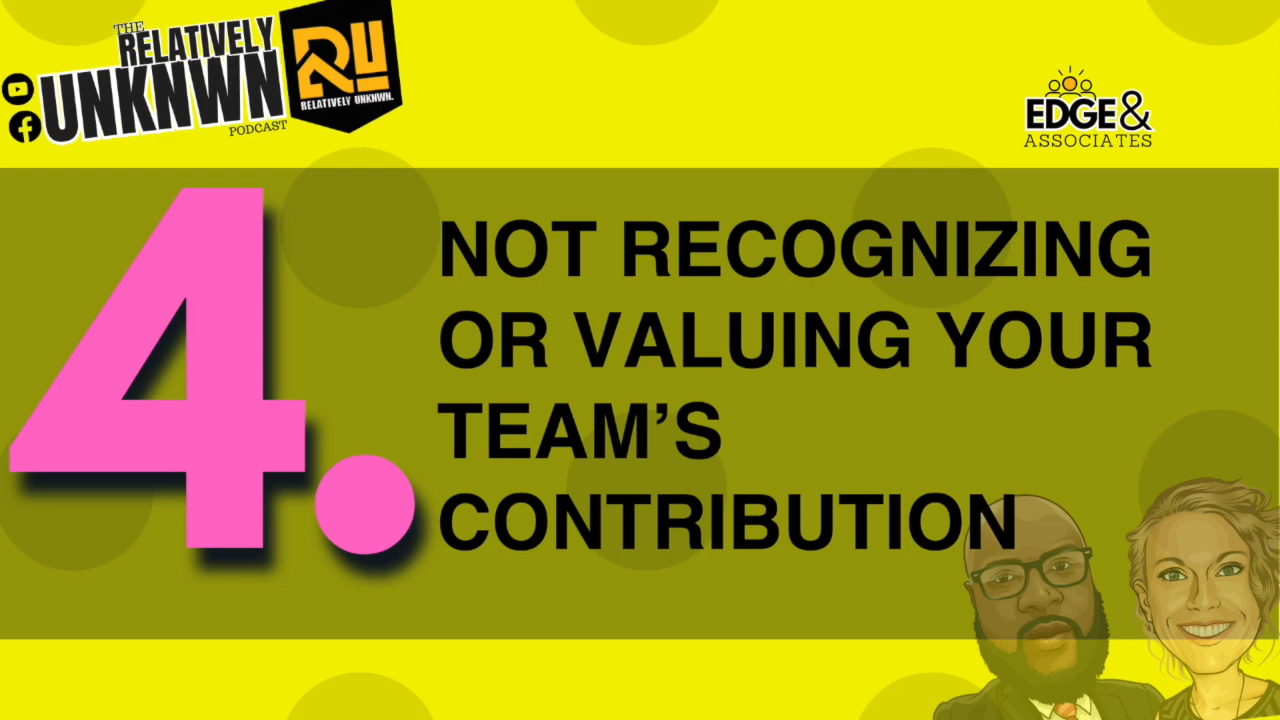 THE
RELATIVELY
UNKNWN
PODCAST
RU
RELATIVELY UNKNWN.
EDGE&
ASSOCIATES
4.
NOT RECOGNIZING
OR VALUING YOUR
TEAM’S
CONTRIBUTION